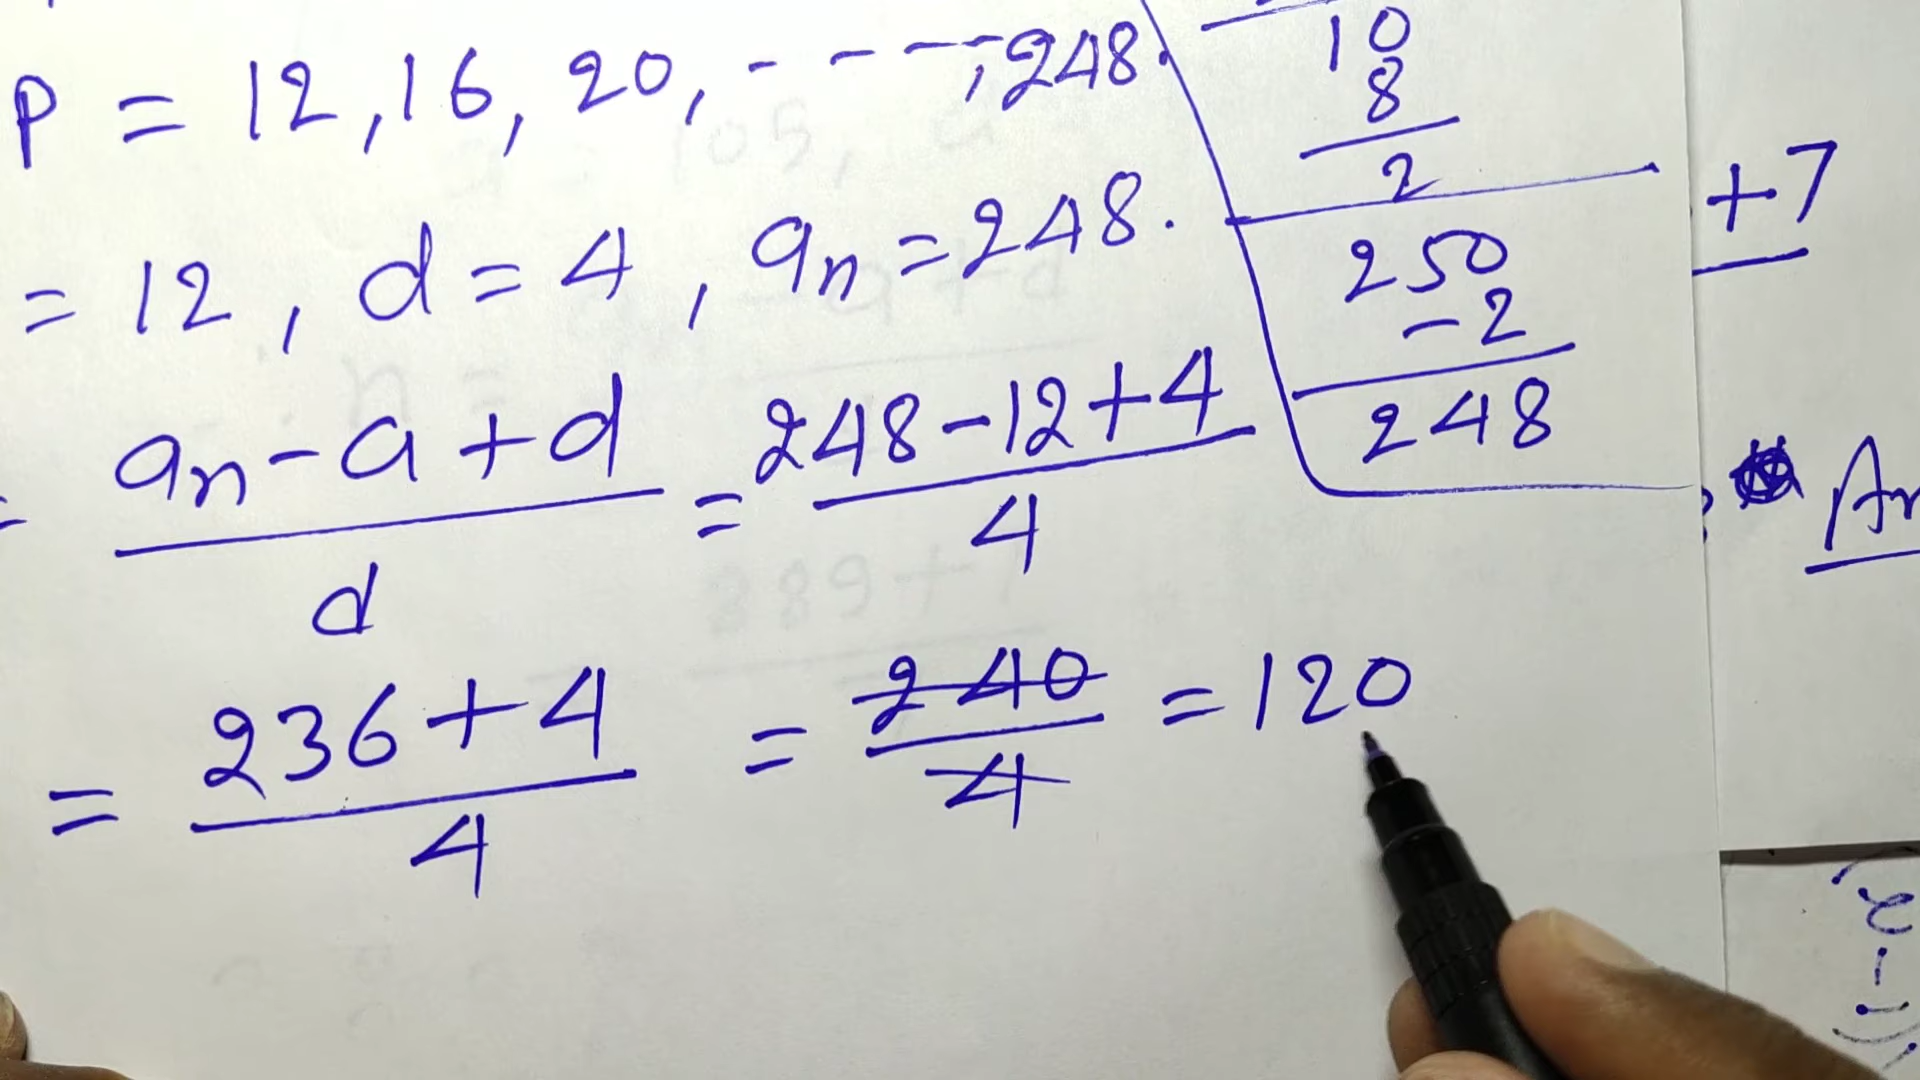 P = 12, 16, 20, - - - -, 248.
= 12, d = 4, an = 248.
= an - a + d / d = 248 - 12 + 4 / 4
= 236 + 4 / 4 = 240 / 4 = 120
10
8
2
250
- 2
248
+7